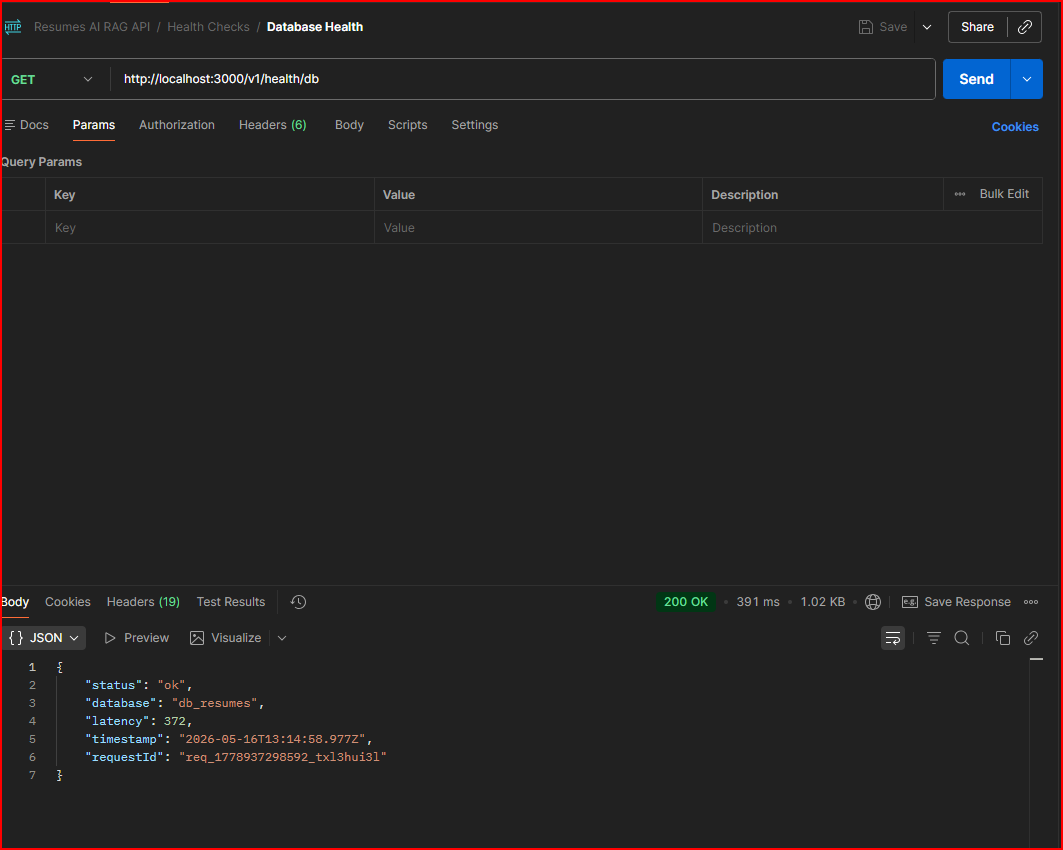 HTTP Resumes AI RAG API / Health Checks / Database Health Save Share
GET http://localhost:3000/v1/health/db Send
Docs Params Authorization Headers (6) Body Scripts Settings Cookies
Query Params
Key Value Description ••• Bulk Edit
Key Value Description
Body Cookies Headers (19) Test Results 200 OK • 391 ms • 1.02 KB • e.g. Save Response •••
{} JSON Preview Visualize
1 {
2 "status": "ok",
3 "database": "db_resumes",
4 "latency": 372,
5 "timestamp": "2026-05-16T13:14:58.977Z",
6 "requestId": "req_1778937298592_txl3hui3l"
7 }